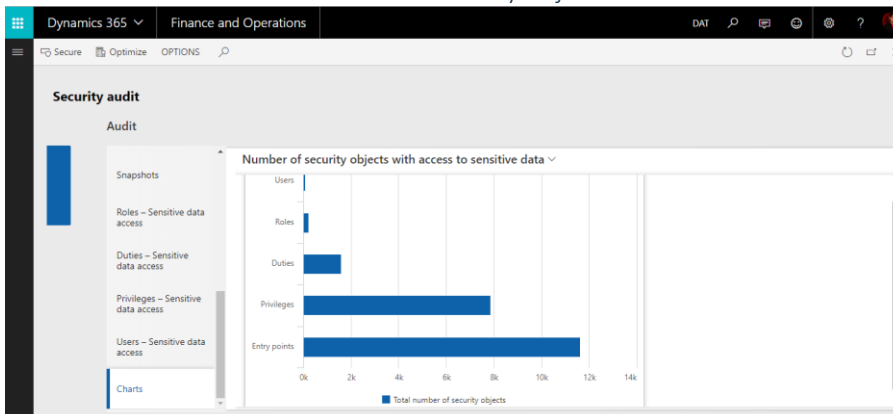 Dynamics 365
Finance and Operations
DAT
?
Secure
Optimize
OPTIONS
Security audit
Audit
Snapshots
Roles – Sensitive data
access
Duties – Sensitive
data access
Privileges – Sensitive
data access
Users – Sensitive data
access
Charts
Number of security objects with access to sensitive data
Users
Roles
Duties
Privileges
Entry points
0k 2k 4k 6k 8k 10k 12k 14k
Total number of security objects